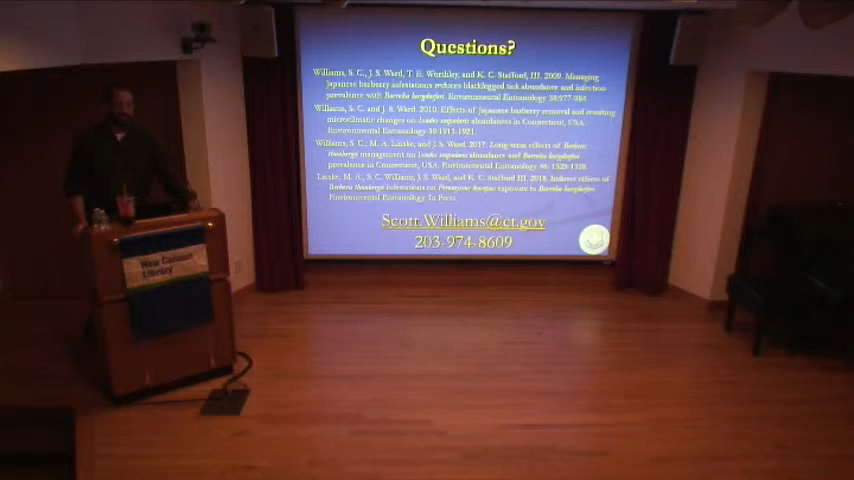 Questions?
Williams, S. C., J. S. Ward, T. E. Worthley, and K. C. Stafford, III. 2009. Managing
Japanese barberry infestations reduces blacklegged tick abundance and infection
prevalence with Borrelia burgdorferi. Environmental Entomology 38:977-984.
Williams, S. C. and J. S. Ward. 2010. Effects of Japanese barberry removal and resulting
microclimatic changes on Ixodes scapularis abundances in Connecticut, USA.
Environmental Entomology 39:1911-1921.
Williams, S. C., M. A. Linske, and J. S. Ward. 2017. Long-term effects of Berberis
thunbergii management on Ixodes scapularis abundance and Borrelia burgdorferi
prevalence in Connecticut, USA. Environmental Entomology 46:1329-1338.
Linske, M. A., S. C. Williams, J. S. Ward, and K. C. Stafford III. 2018. Indirect effects of
Berberis thunbergii infestations on Peromyscus leucopus exposure to Borrelia burgdorferi.
Environmental Entomology. In Press.
Scott.Williams@ct.gov
203-974-8609
New Canaan
Library